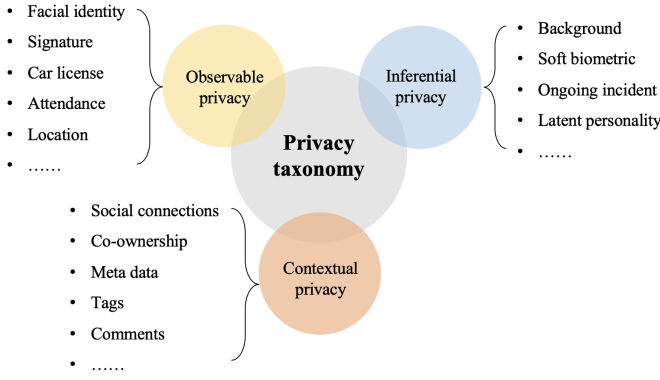 • Facial identity
• Signature
• Car license
• Attendance
• Location
• ……
Observable
privacy
Inferential
privacy
• Background
• Soft biometric
• Ongoing incident
• Latent personality
• ……
Privacy
taxonomy
• Social connections
• Co-ownership
• Meta data
• Tags
• Comments
• ……
Contextual
privacy